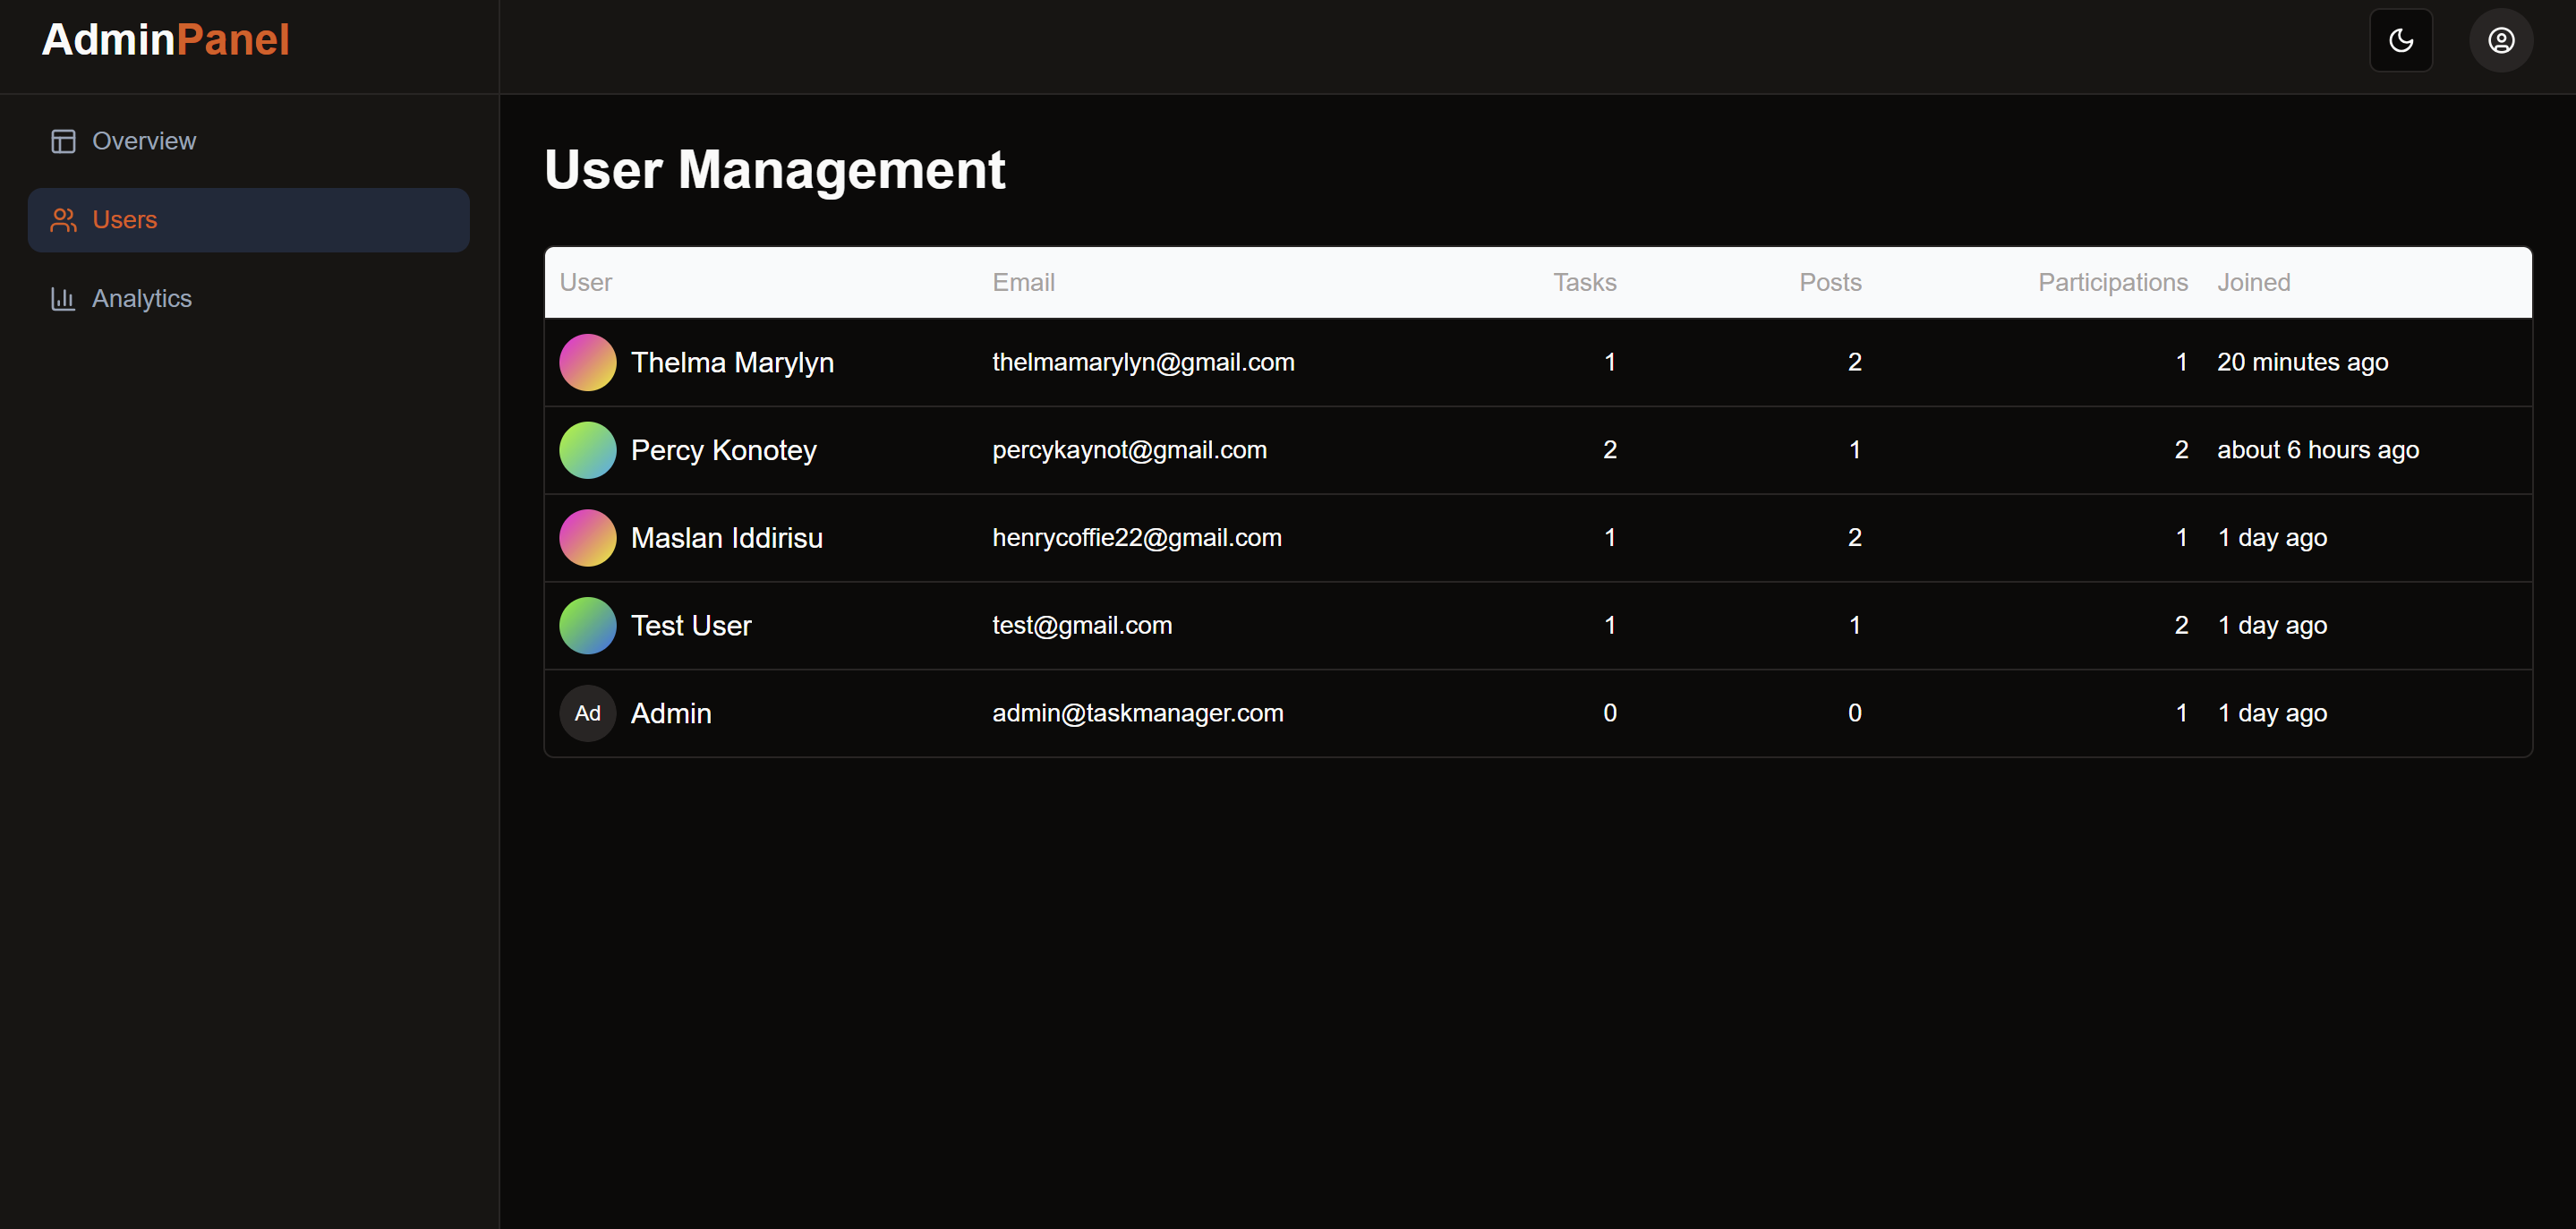 AdminPanel
Overview
Users
Analytics
User Management
User Email Tasks Posts Participations Joined
Thelma Marylyn thelmamarylyn@gmail.com 1 2 1 20 minutes ago
Percy Konotey percykaynot@gmail.com 2 1 2 about 6 hours ago
Maslan Iddirisu henrycoffie22@gmail.com 1 2 1 1 day ago
Test User test@gmail.com 1 1 2 1 day ago
Ad Admin admin@taskmanager.com 0 0 1 1 day ago